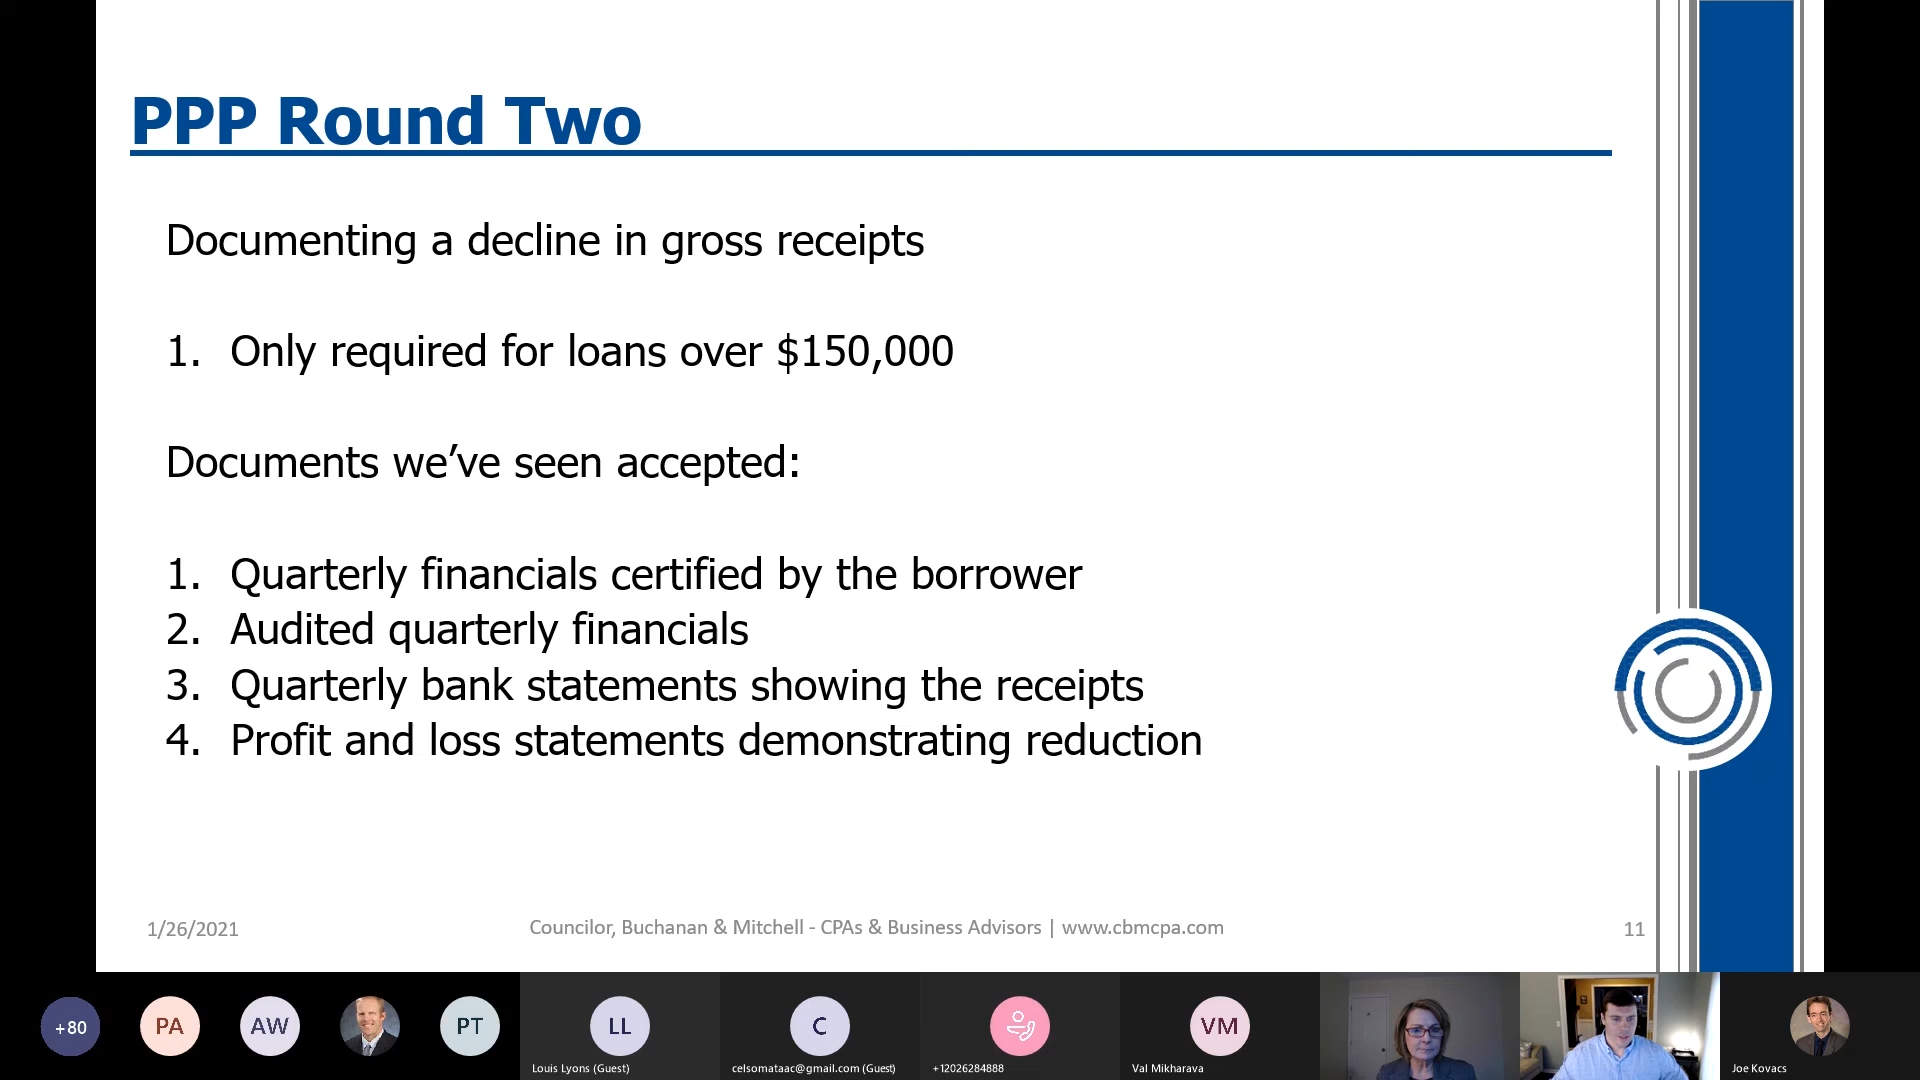 PPP Round Two
Documenting a decline in gross receipts
1. Only required for loans over $150,000
Documents we’ve seen accepted:
1. Quarterly financials certified by the borrower
2. Audited quarterly financials
3. Quarterly bank statements showing the receipts
4. Profit and loss statements demonstrating reduction
1/26/2021
Councilor, Buchanan & Mitchell - CPAs & Business Advisors | www.cbmcpa.com
11
+80
PA
AW
PT
LL
C
VM
Louis Lyons (Guest)
celsomataac@gmail.com (Guest)
+12026284888
Val Mikharava
Joe Kovacs